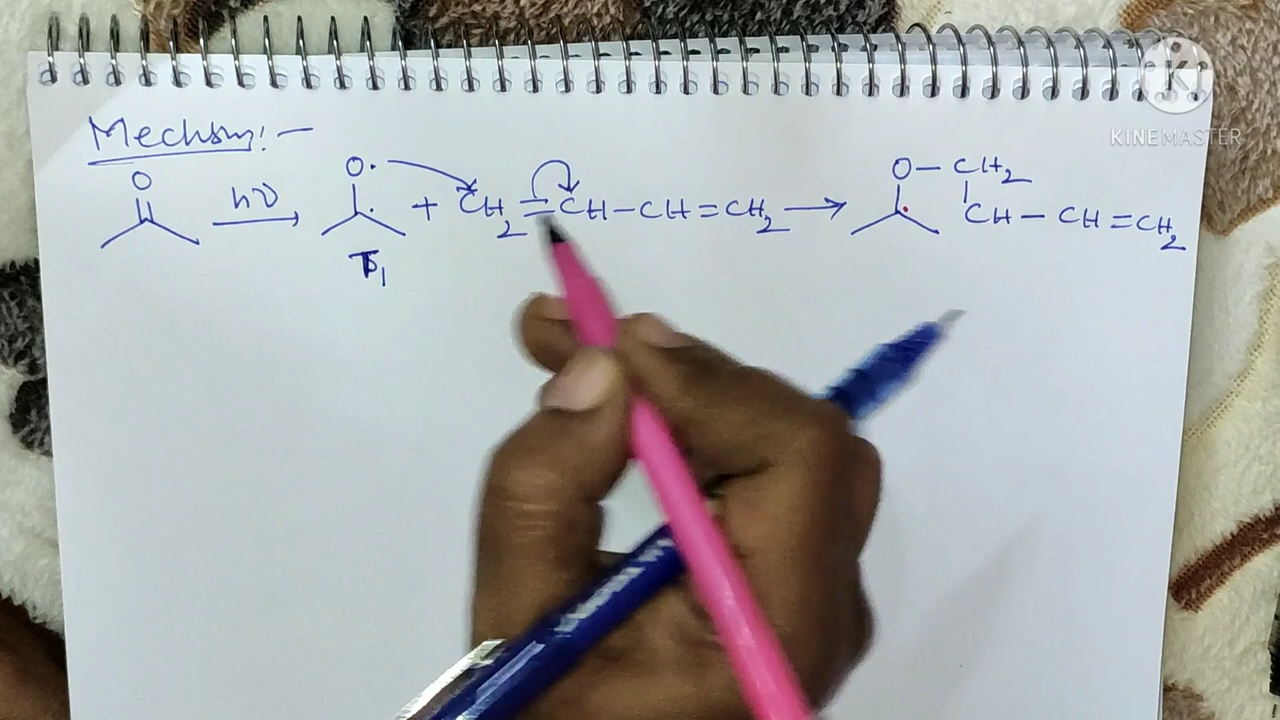 Mechsm:-
O hν O· + CH2=CH-CH=CH2 → O-CH2
CH-CH=CH2
T1
K
KINEMASTER